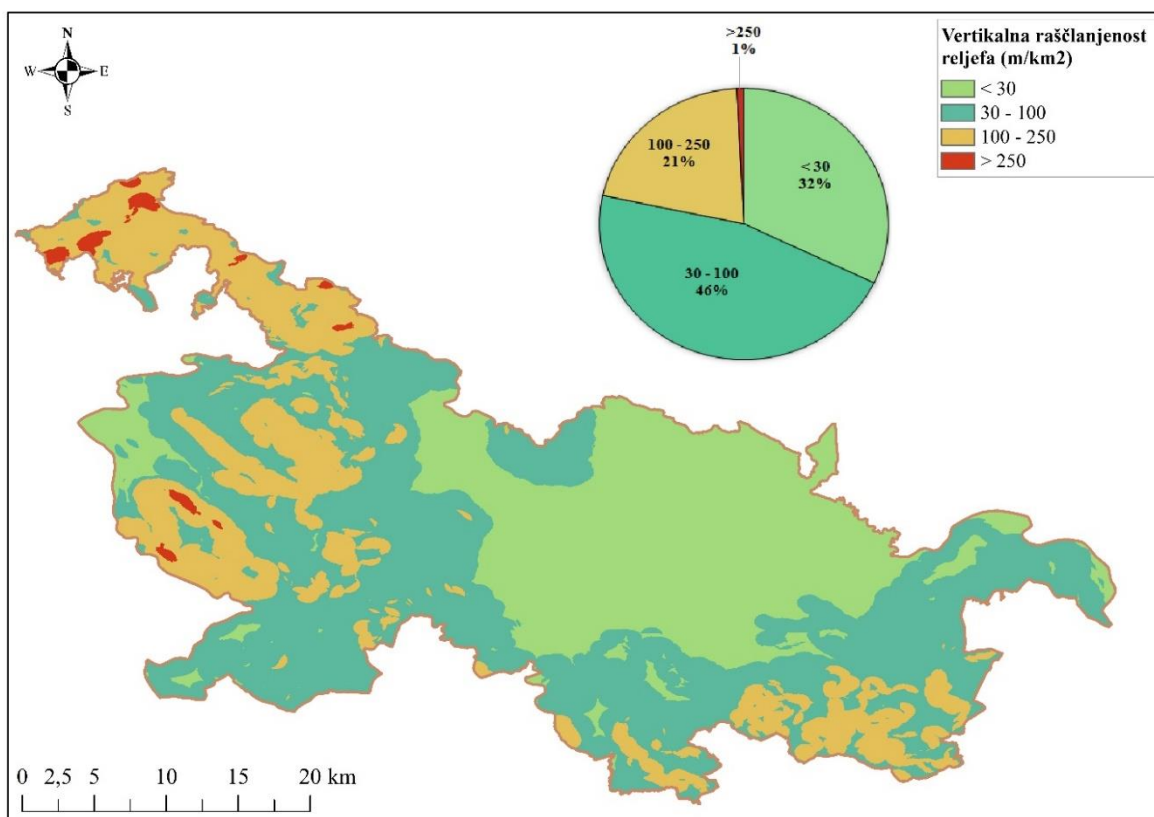 N
W E
S
>250
1%
100 - 250
21%
< 30
32%
30 - 100
46%
Vertikalna raščlanjenost
reljefa (m/km2)
< 30
30 - 100
100 - 250
> 250
0 2,5 5 10 15 20 km